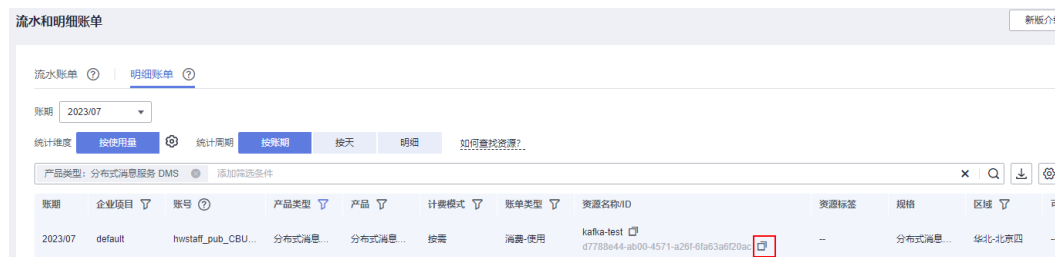 流水和明细账单
新版介绍
流水账单 明细账单
账期 2023/07
统计维度 按使用量 统计周期 按账期 按天 明细 如何查找资源?
产品类型: 分布式消息服务 DMS 添加筛选条件
账期 企业项目 账号 产品类型 产品 计费模式 账单类型 资源名称/ID 资源标签 规格 区域
2023/07 default hwstaff_pub_CBU... 分布式消息... 分布式消息... 按需 消费-使用 kafka-test -- 分布式消息... 华北-北京四 --
d7788e44-ab00-4571-a26f-6fa63a6f20ac